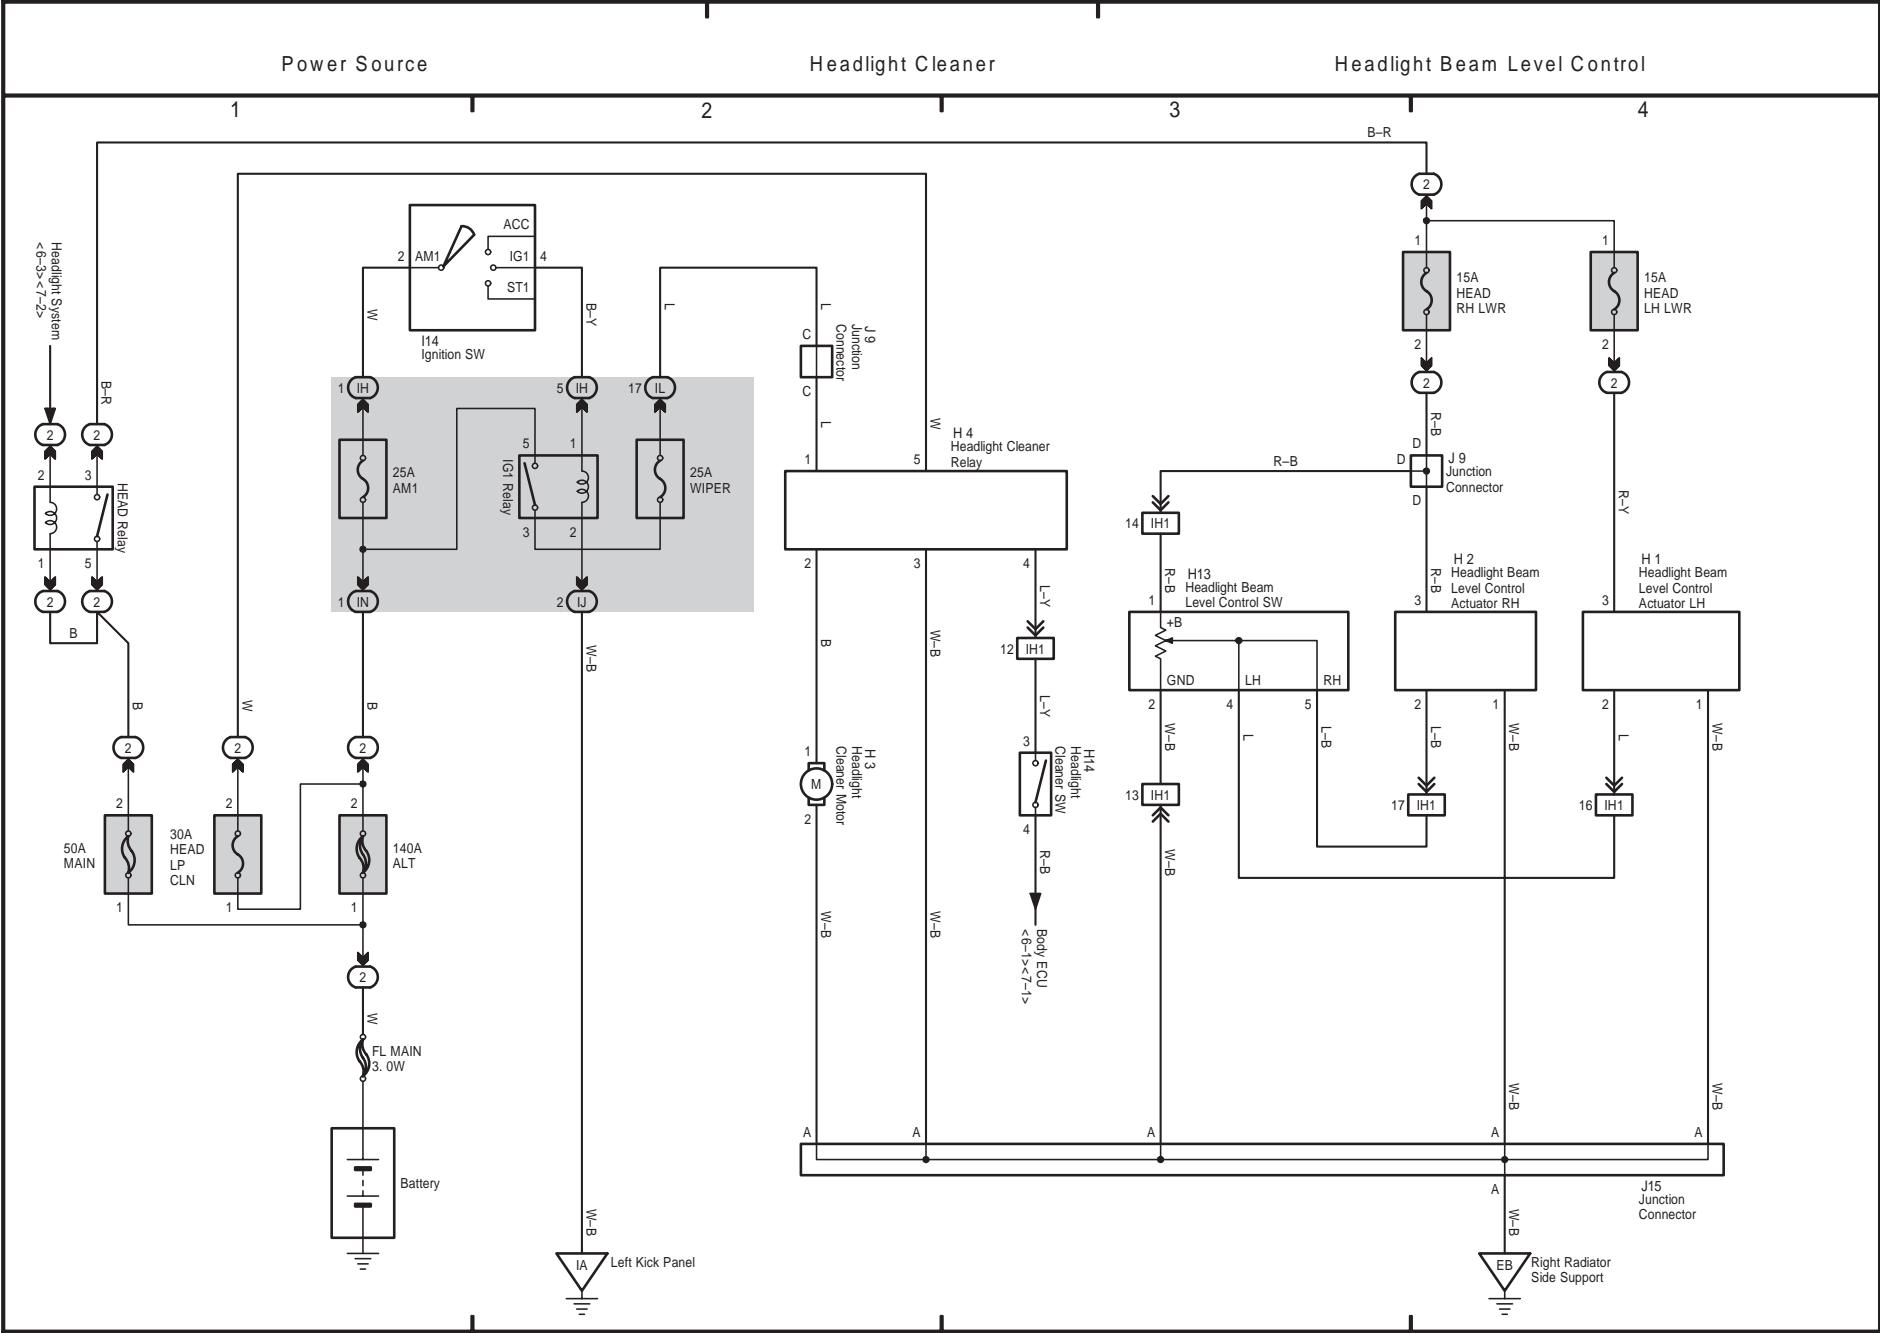 Power Source
Headlight Cleaner
Headlight Beam Level Control
1
2
3
4
B–R
2
ACC
2
AM1
IG1
4
ST1
I14
Ignition SW
Headlight System
<6–3><7–2>
B–R
W
B–Y
L
L
C
J 9
Junction
Connector
C
L
W
1
15A
HEAD
RH LWR
2
2
1
15A
HEAD
LH LWR
2
2
1
IH
5
IH
17
IL
2
2
2
3
HEAD Relay
1
5
2
2
B
25A
AM1
5
1
IG1 Relay
3
2
25A
WIPER
1
IN
2
IJ
H 4
Headlight Cleaner
Relay
1
5
2
3
4
R–B
D
D
D
J 9
Junction
Connector
R–B
R–Y
14
IH1
R–B
R–B
L–Y
12
IH1
L–Y
H13
Headlight Beam
Level Control SW
1
+B
GND
LH
RH
2
4
5
H 2
Headlight Beam
Level Control
Actuator RH
3
2
1
H 1
Headlight Beam
Level Control
Actuator LH
3
2
1
B
W–B
W–B
B
W
B
2
2
2
W–B
L
L–B
L–B
W–B
L
W–B
1
M
2
H 3
Headlight
Cleaner Motor
3
4
H14
Headlight
Cleaner SW
13
IH1
17
IH1
16
IH1
2
50A
MAIN
1
2
30A
HEAD
LP
CLN
1
2
140A
ALT
1
R–B
W–B
W–B
W–B
Body ECU
<6–1><7–1>
2
W
FL MAIN
3. 0W
Battery
W–B
W–B
A
A
A
A
A
A
J15
Junction
Connector
W–B
W–B
IA
Left Kick Panel
EB
Right Radiator
Side Support